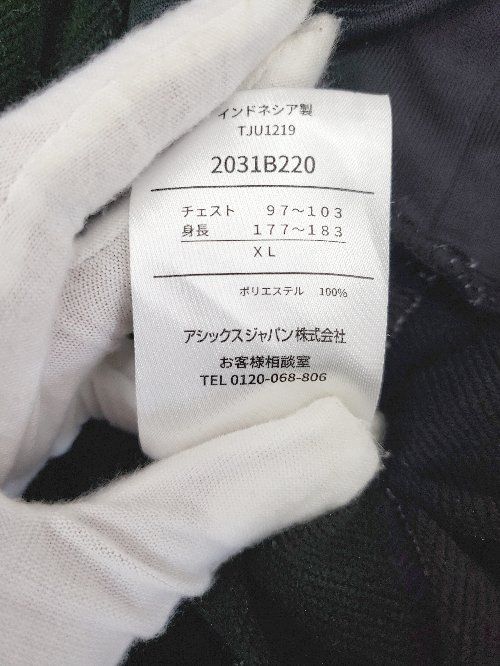 インドネシア製
TJU1219
2031B220
チェスト 97～103
身長 177～183
XL
ポリエステル 100%
アシックスジャパン株式会社
お客様相談室
TEL 0120-068-806